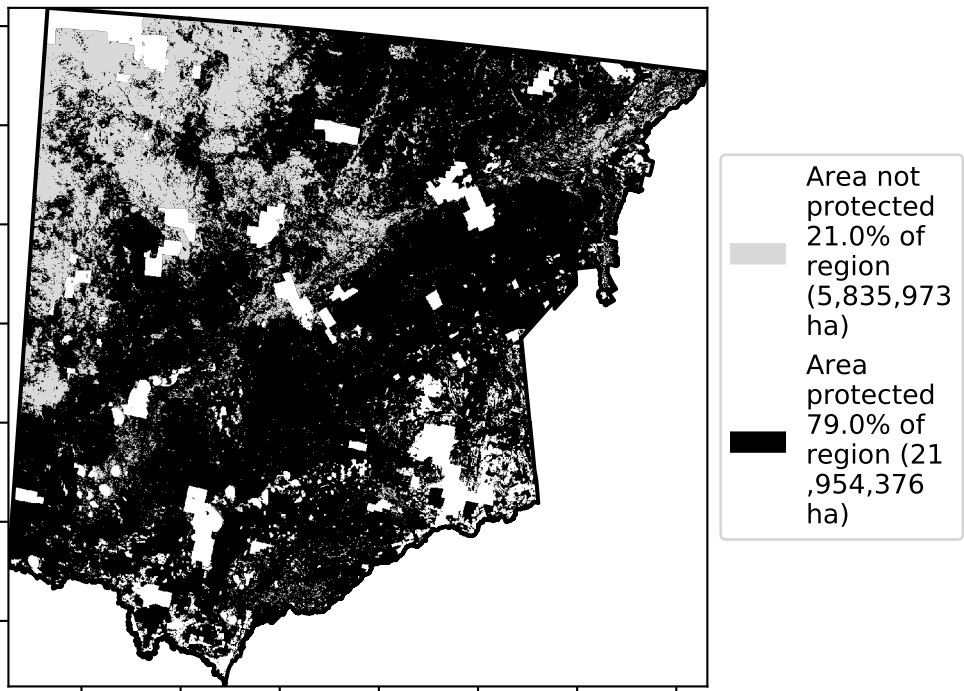 Area not
protected
21.0% of
region
(5,835,973
ha)
Area
protected
79.0% of
region (21
,954,376
ha)